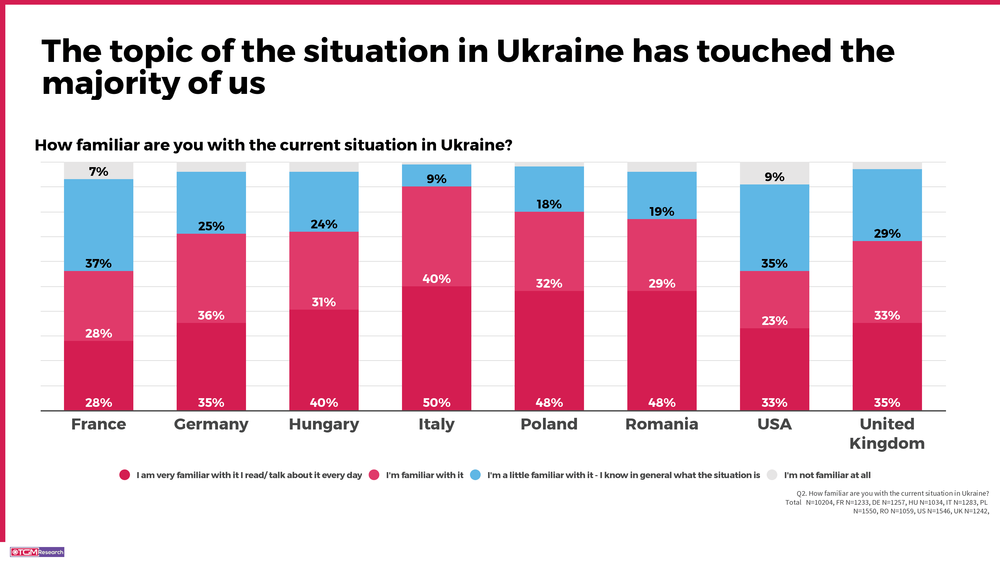 The topic of the situation in Ukraine has touched the
majority of us
How familiar are you with the current situation in Ukraine?
7%
9%
9%
18%
19%
25%
24%
29%
37%
35%
40%
32%
29%
31%
36%
23%
33%
28%
28%
35%
40%
50%
48%
48%
33%
35%
France
Germany
Hungary
Italy
Poland
Romania
USA
United
Kingdom
I am very familiar with it I read/ talk about it every day
I'm familiar with it
I'm a little familiar with it - I know in general what the situation is
I'm not familiar at all
Q2. How familiar are you with the current situation in Ukraine?
Total N=10204, FR N=1233, DE N=1257, HU N=1034, IT N=1283, PL
N=1550, RO N=1059, US N=1546, UK N=1242,
TGM Research